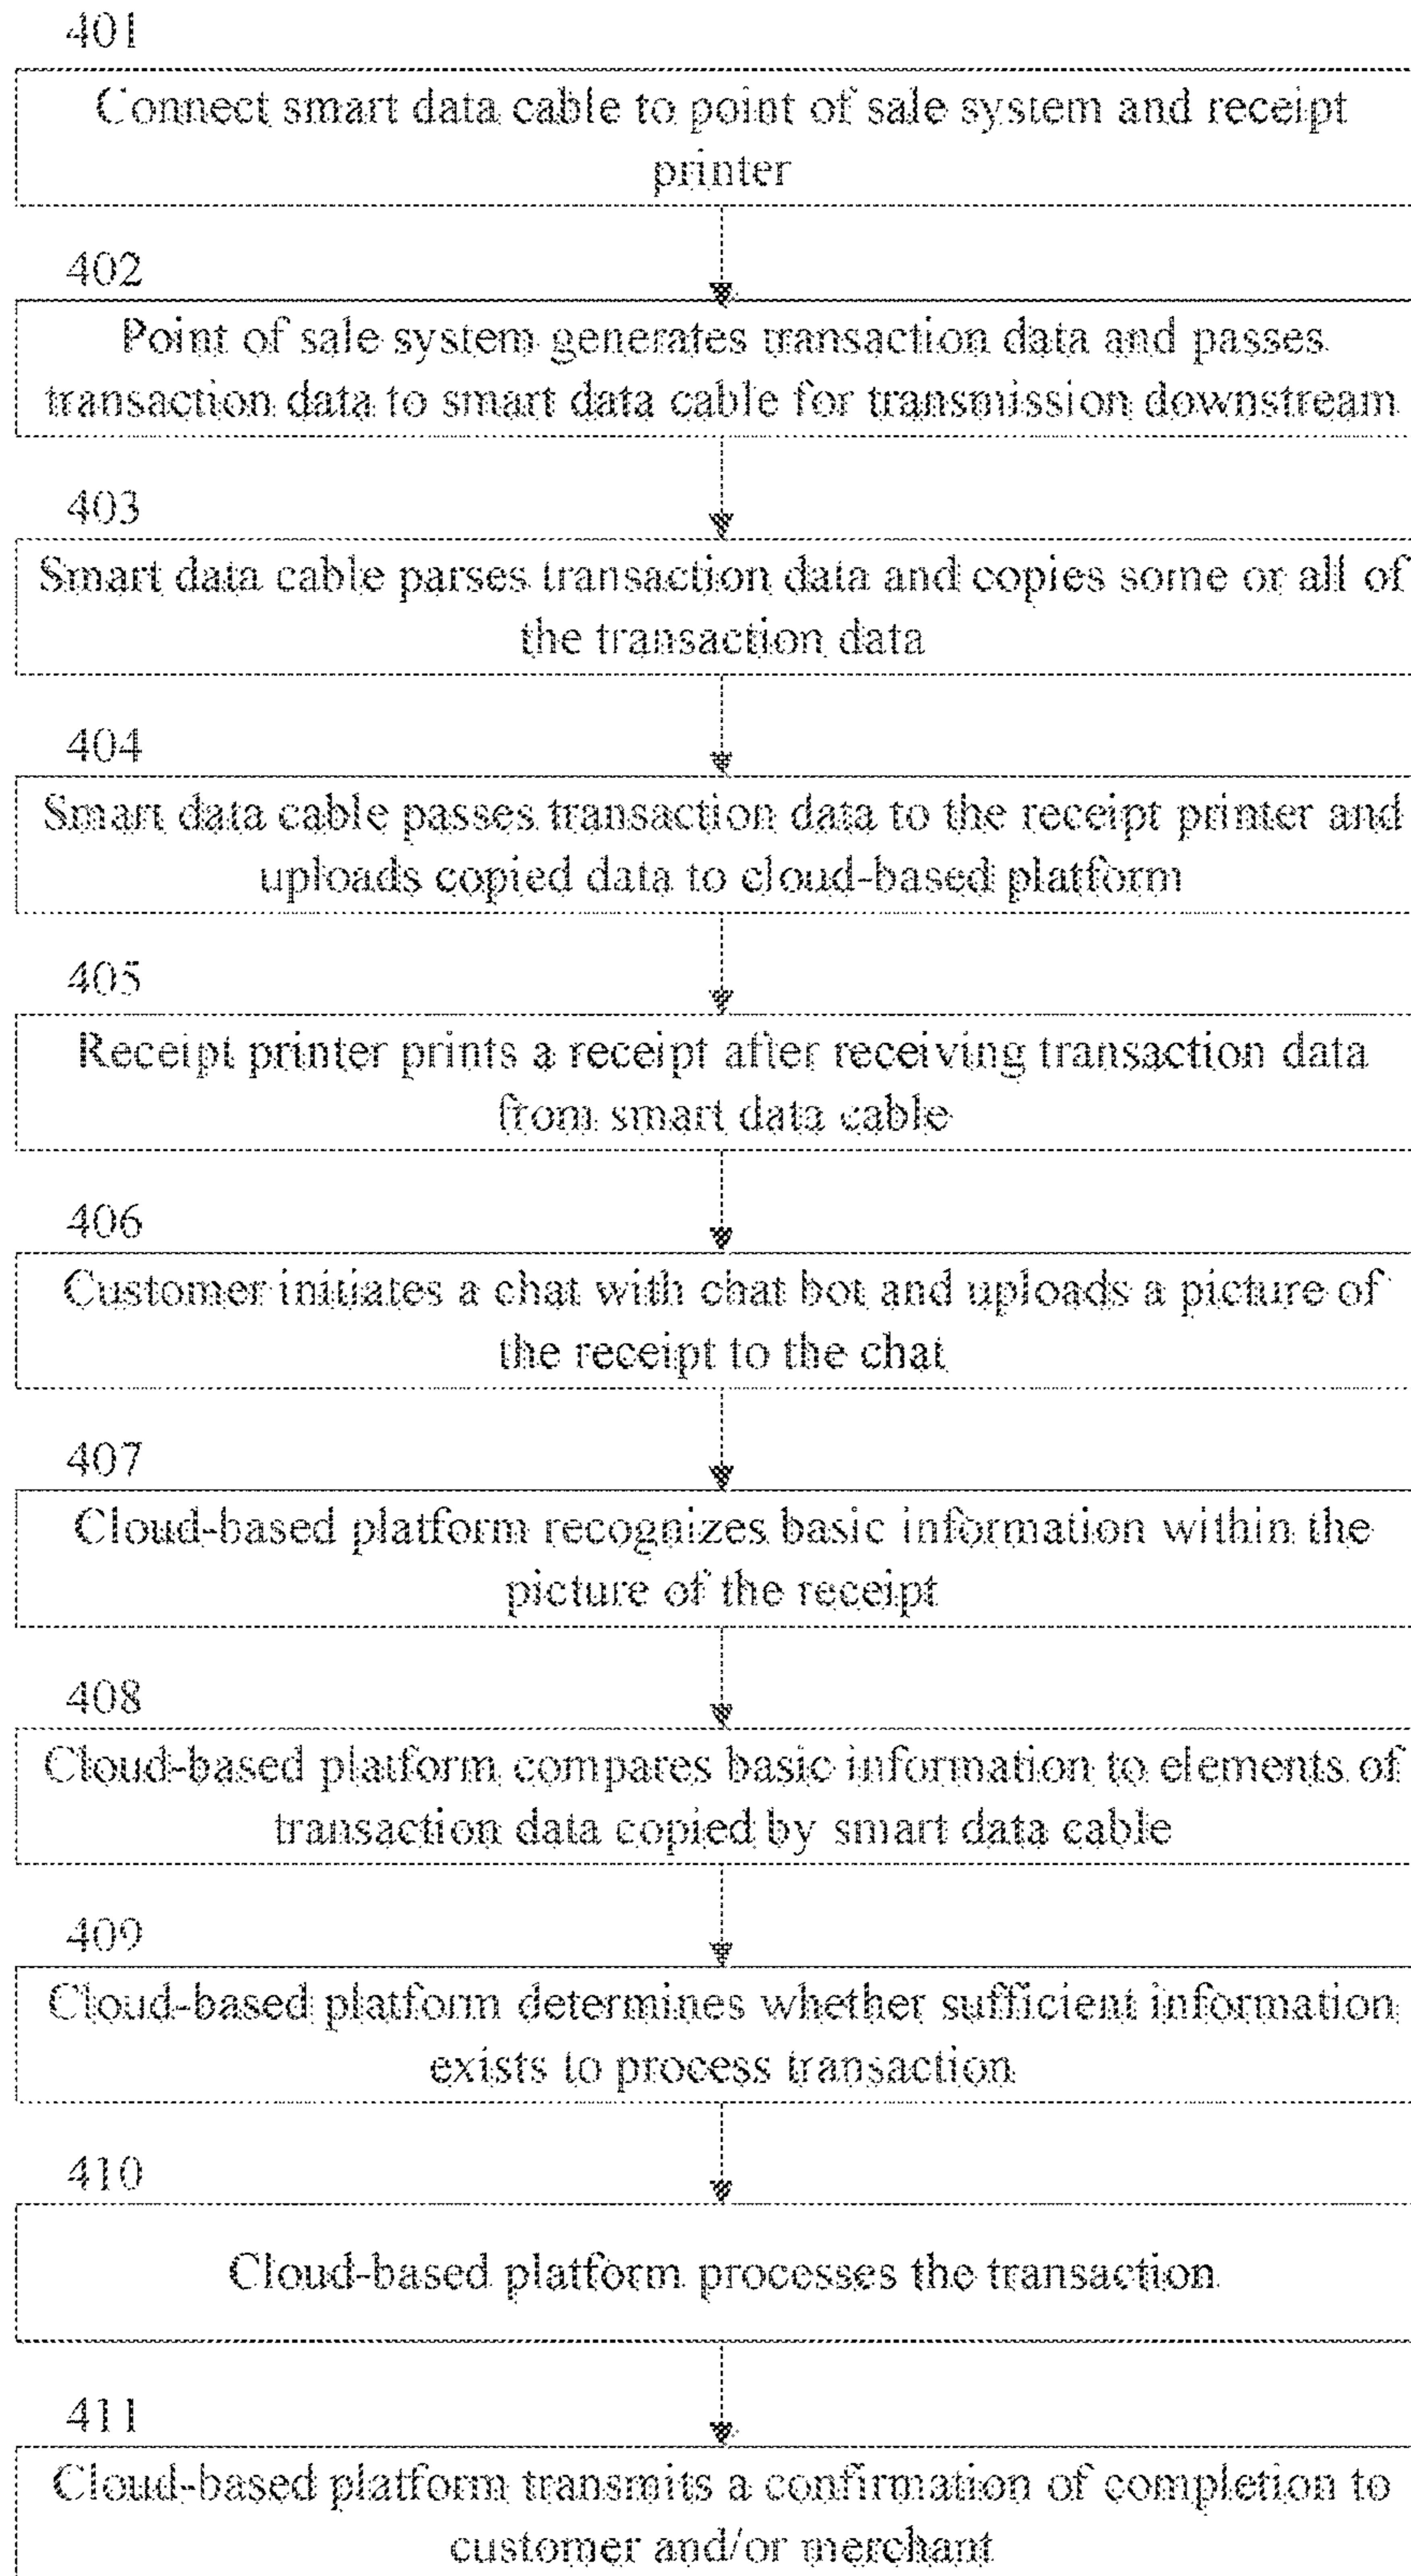 401
Connect smart data cable to point of sale system and receipt
printer
402
Point of sale system generates transaction data and passes
transaction data to smart data cable for transmission downstream
403
Smart data cable parses transaction data and copies some or all of
the transaction data
404
Smart data cable passes transaction data to the receipt printer and
uploads copied data to cloud-based platform
405
Receipt printer prints a receipt after receiving transaction data
from smart data cable
406
Customer initiates a chat with chat bot and uploads a picture of
the receipt to the chat
407
Cloud-based platform recognizes basic information within the
picture of the receipt
408
Cloud-based platform compares basic information to elements of
transaction data copied by smart data cable
409
Cloud-based platform determines whether sufficient information
exists to process transaction
410
Cloud-based platform processes the transaction
411
Cloud-based platform transmits a confirmation of completion to
customer and/or merchant